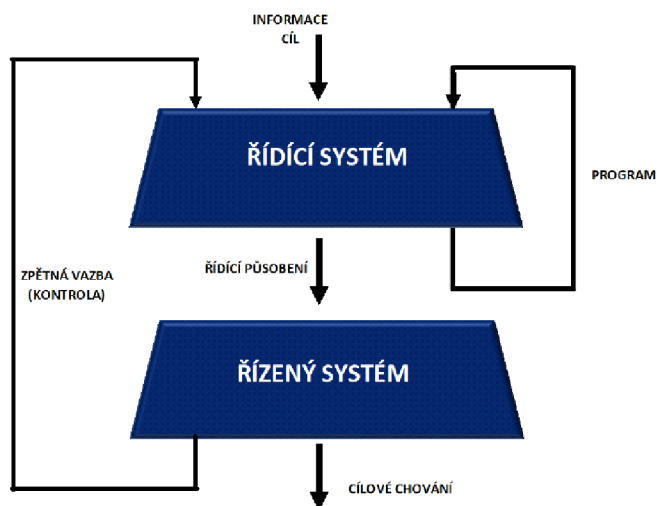 INFORMACE
CÍL
ŘÍDÍCÍ SYSTÉM
PROGRAM
ŘÍDÍCÍ PŮSOBENÍ
ZPĚTNÁ VAZBA
(KONTROLA)
ŘÍZENÝ SYSTÉM
CÍLOVÉ CHOVÁNÍ